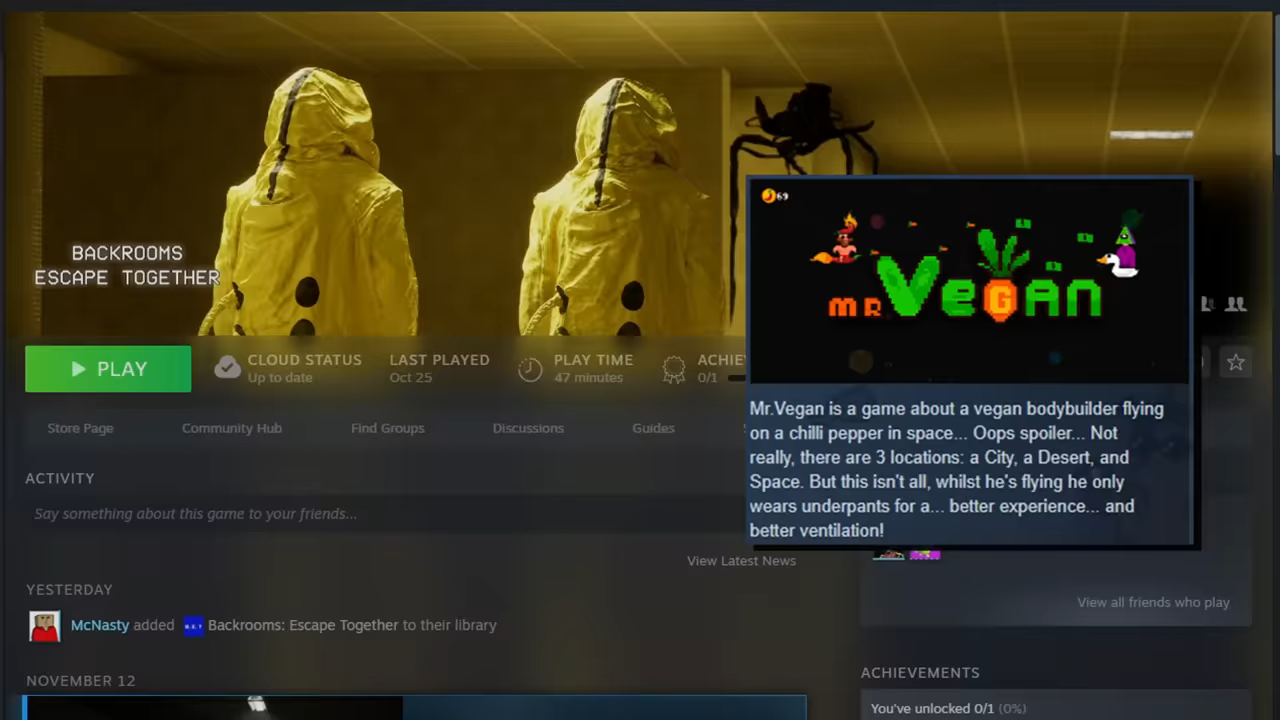 BACKROOMS
ESCAPE TOGETHER
69
MR.VEGAN
PLAY
CLOUD STATUS
Up to date
LAST PLAYED
Oct 25
PLAY TIME
47 minutes
ACHIE
0/1
Store Page
Community Hub
Find Groups
Discussions
Guides
Mr.Vegan is a game about a vegan bodybuilder flying
on a chilli pepper in space... Oops spoiler... Not
really, there are 3 locations: a City, a Desert, and
Space. But this isn't all, whilst he's flying he only
wears underpants for a... better experience... and
better ventilation!
ACTIVITY
Say something about this game to your friends...
View Latest News
YESTERDAY
McNasty added Backrooms: Escape Together to their library
View all friends who play
NOVEMBER 12
ACHIEVEMENTS
You've unlocked 0/1 (0%)